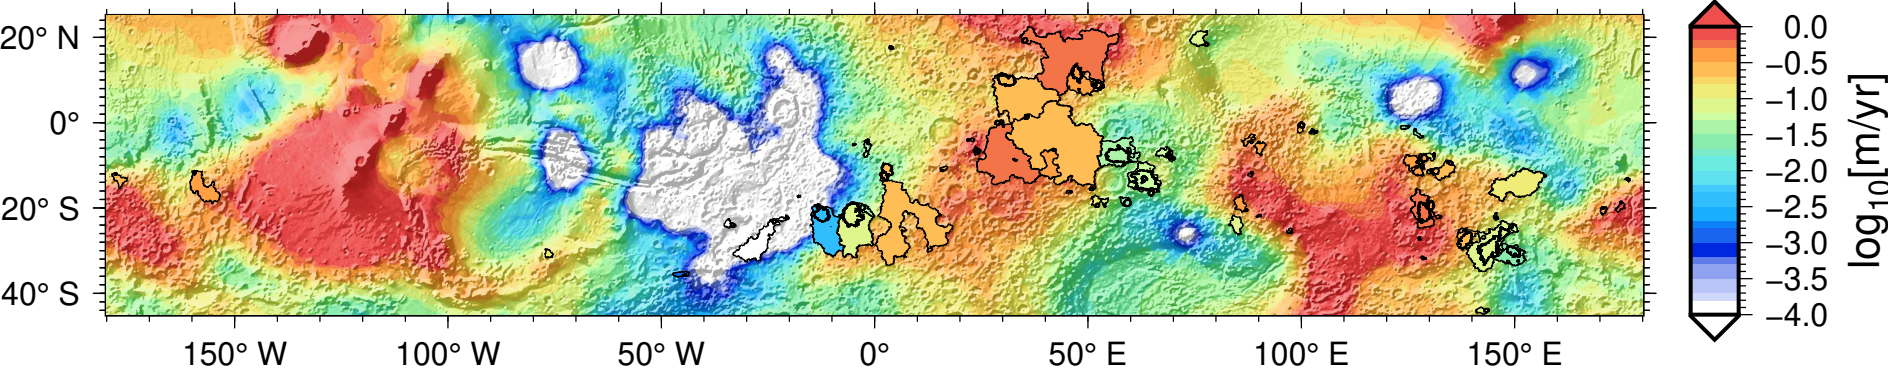 20° N
0°
20° S
40° S
150° W
100° W
50° W
0°
50° E
100° E
150° E
0.0
−0.5
−1.0
−1.5
−2.0
−2.5
−3.0
−3.5
−4.0
log10[m/yr]